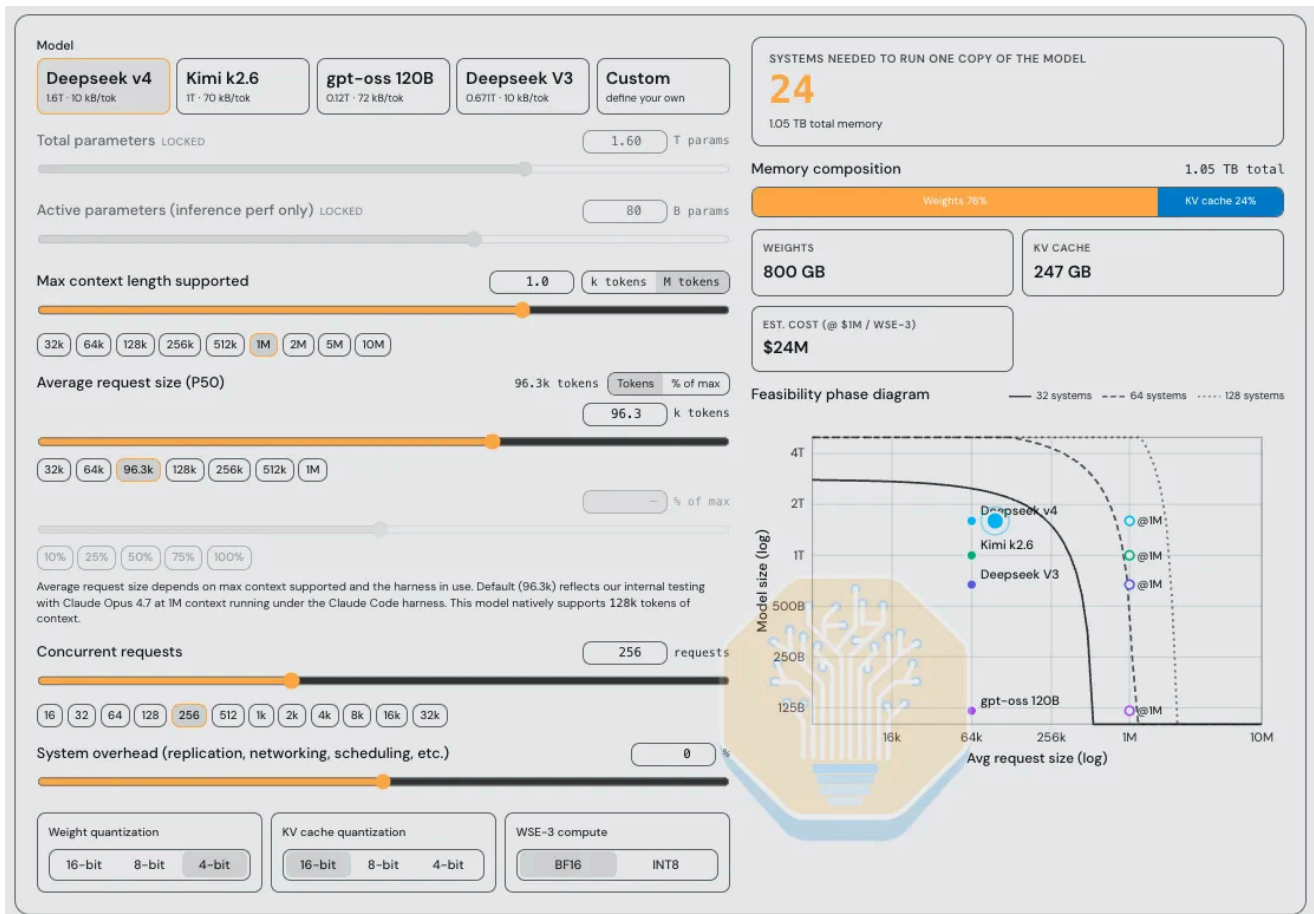 Model
Deepseek v4
1.6T · 10 kB/tok
Kimi k2.6
1T · 70 kB/tok
gpt-oss 120B
0.12T · 72 kB/tok
Deepseek V3
0.671T · 10 kB/tok
Custom
define your own
Total parameters LOCKED
1.60 T params
Active parameters (inference perf only) LOCKED
80 B params
Max context length supported
1.0 k tokens M tokens
32k 64k 128k 256k 512k 1M 2M 5M 10M
Average request size (P50)
96.3k tokens Tokens % of max
96.3 k tokens
32k 64k 96.3k 128k 256k 512k 1M
— % of max
10% 25% 50% 75% 100%
Average request size depends on max context supported and the harness in use. Default (96.3k) reflects our internal testing
with Claude Opus 4.7 at 1M context running under the Claude Code harness. This model natively supports 128k tokens of
context.
Concurrent requests
256 requests
16 32 64 128 256 512 1k 2k 4k 8k 16k 32k
System overhead (replication, networking, scheduling, etc.)
0 %
Weight quantization
16-bit 8-bit 4-bit
KV cache quantization
16-bit 8-bit 4-bit
WSE-3 compute
BF16 INT8
SYSTEMS NEEDED TO RUN ONE COPY OF THE MODEL
24
1.05 TB total memory
Memory composition
1.05 TB total
Weights 76%
KV cache 24%
WEIGHTS
800 GB
KV CACHE
247 GB
EST. COST (@ $1M / WSE-3)
$24M
Feasibility phase diagram
32 systems 64 systems 128 systems
Model size (log)
4T
2T
1T
500B
250B
125B
Deepseek v4
@1M
Kimi k2.6
@1M
Deepseek V3
@1M
gpt-oss 120B
@1M
16k 64k 256k 1M 10M
Avg request size (log)